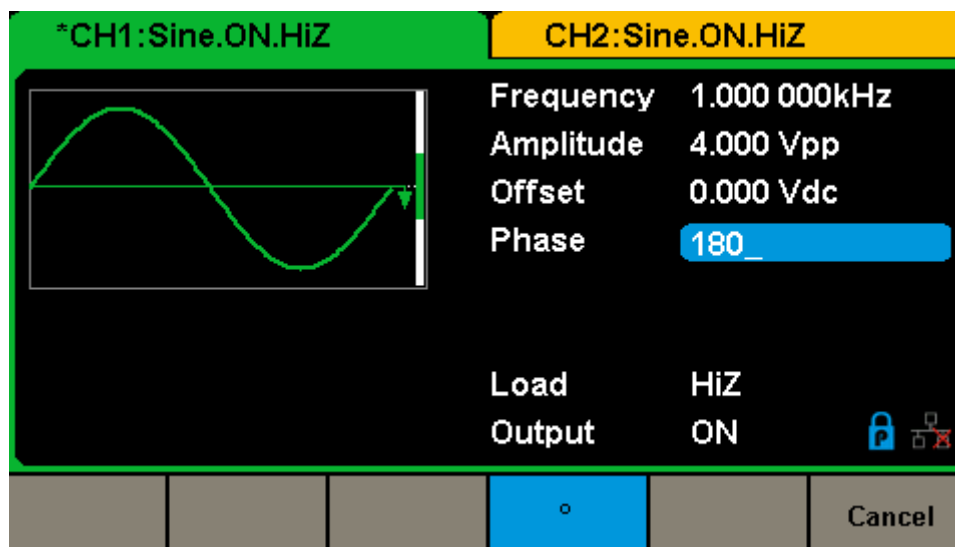 *CH1:Sine.ON.HiZ
CH2:Sine.ON.HiZ
Frequency 1.000 000kHz
Amplitude 4.000 Vpp
Offset 0.000 Vdc
Phase 180_
Load HiZ
Output ON
P
° Cancel